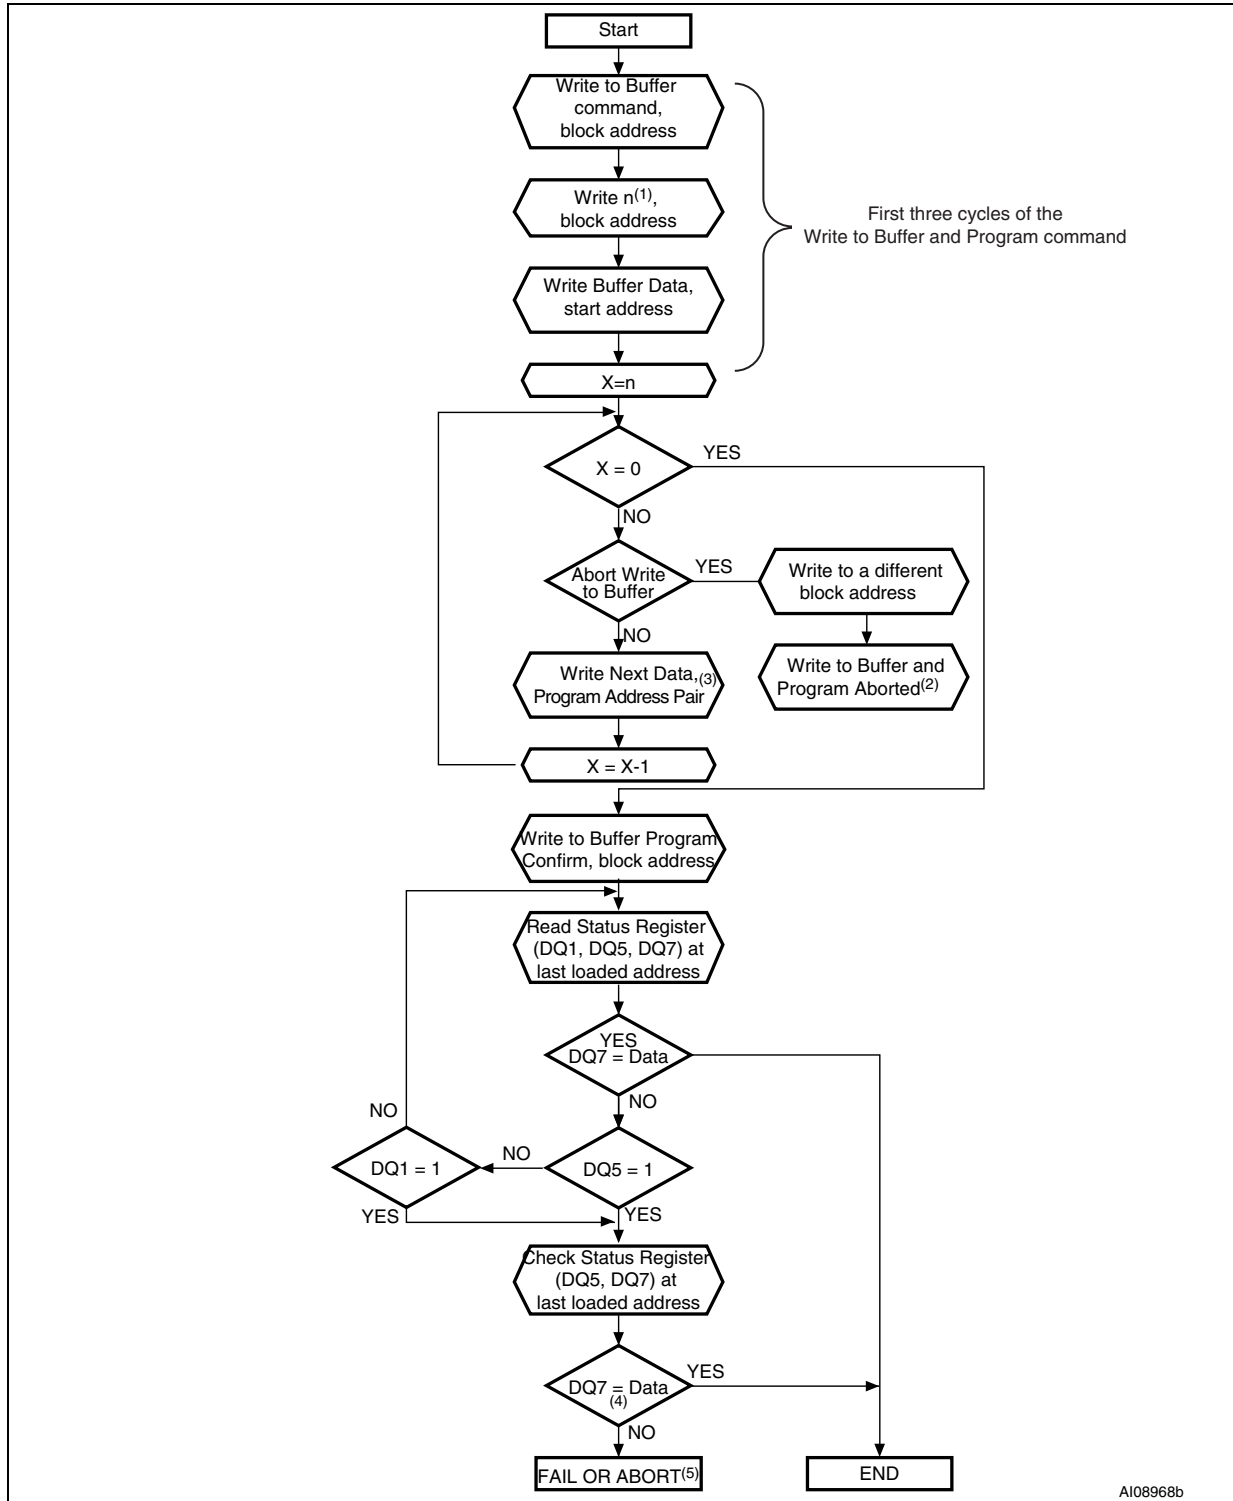 Start
Write to Buffer
command,
block address
Write n(1),
block address
First three cycles of the
Write to Buffer and Program command
Write Buffer Data,
start address
X=n
X = 0
YES
NO
Abort Write
to Buffer
YES
Write to a different
block address
NO
Write Next Data,(3)
Program Address Pair
Write to Buffer and
Program Aborted(2)
X = X-1
Write to Buffer Program
Confirm, block address
Read Status Register
(DQ1, DQ5, DQ7) at
last loaded address
YES
DQ7 = Data
NO
NO
DQ1 = 1
NO
DQ5 = 1
YES
YES
Check Status Register
(DQ5, DQ7) at
last loaded address
DQ7 = Data
(4)
YES
NO
FAIL OR ABORT(5)
END
AI08968b